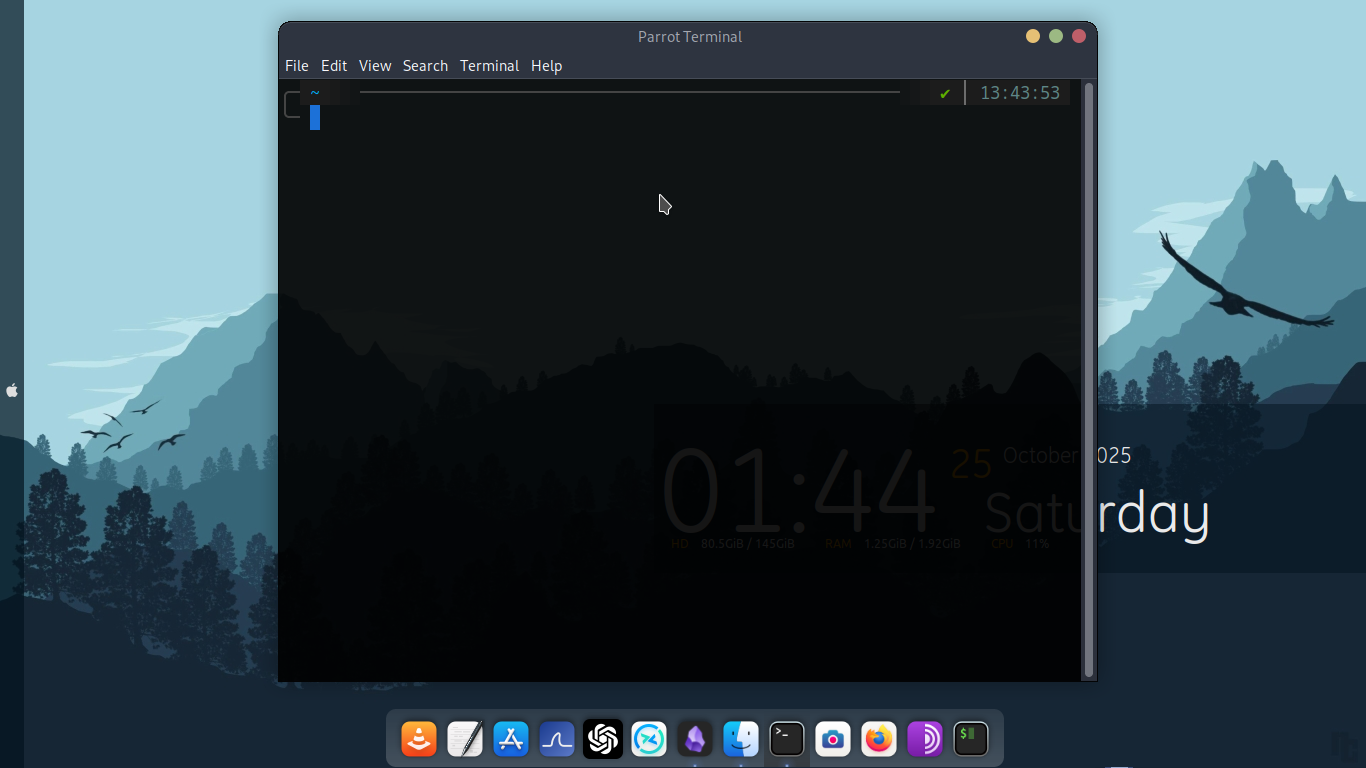 Parrot Terminal
File Edit View Search Terminal Help
~ ✔ 13:43:53
01:44 25 October 2025
Saturday
HD 80.5GiB / 145GiB RAM 1.25GiB / 1.92GiB CPU 11%
>_ $